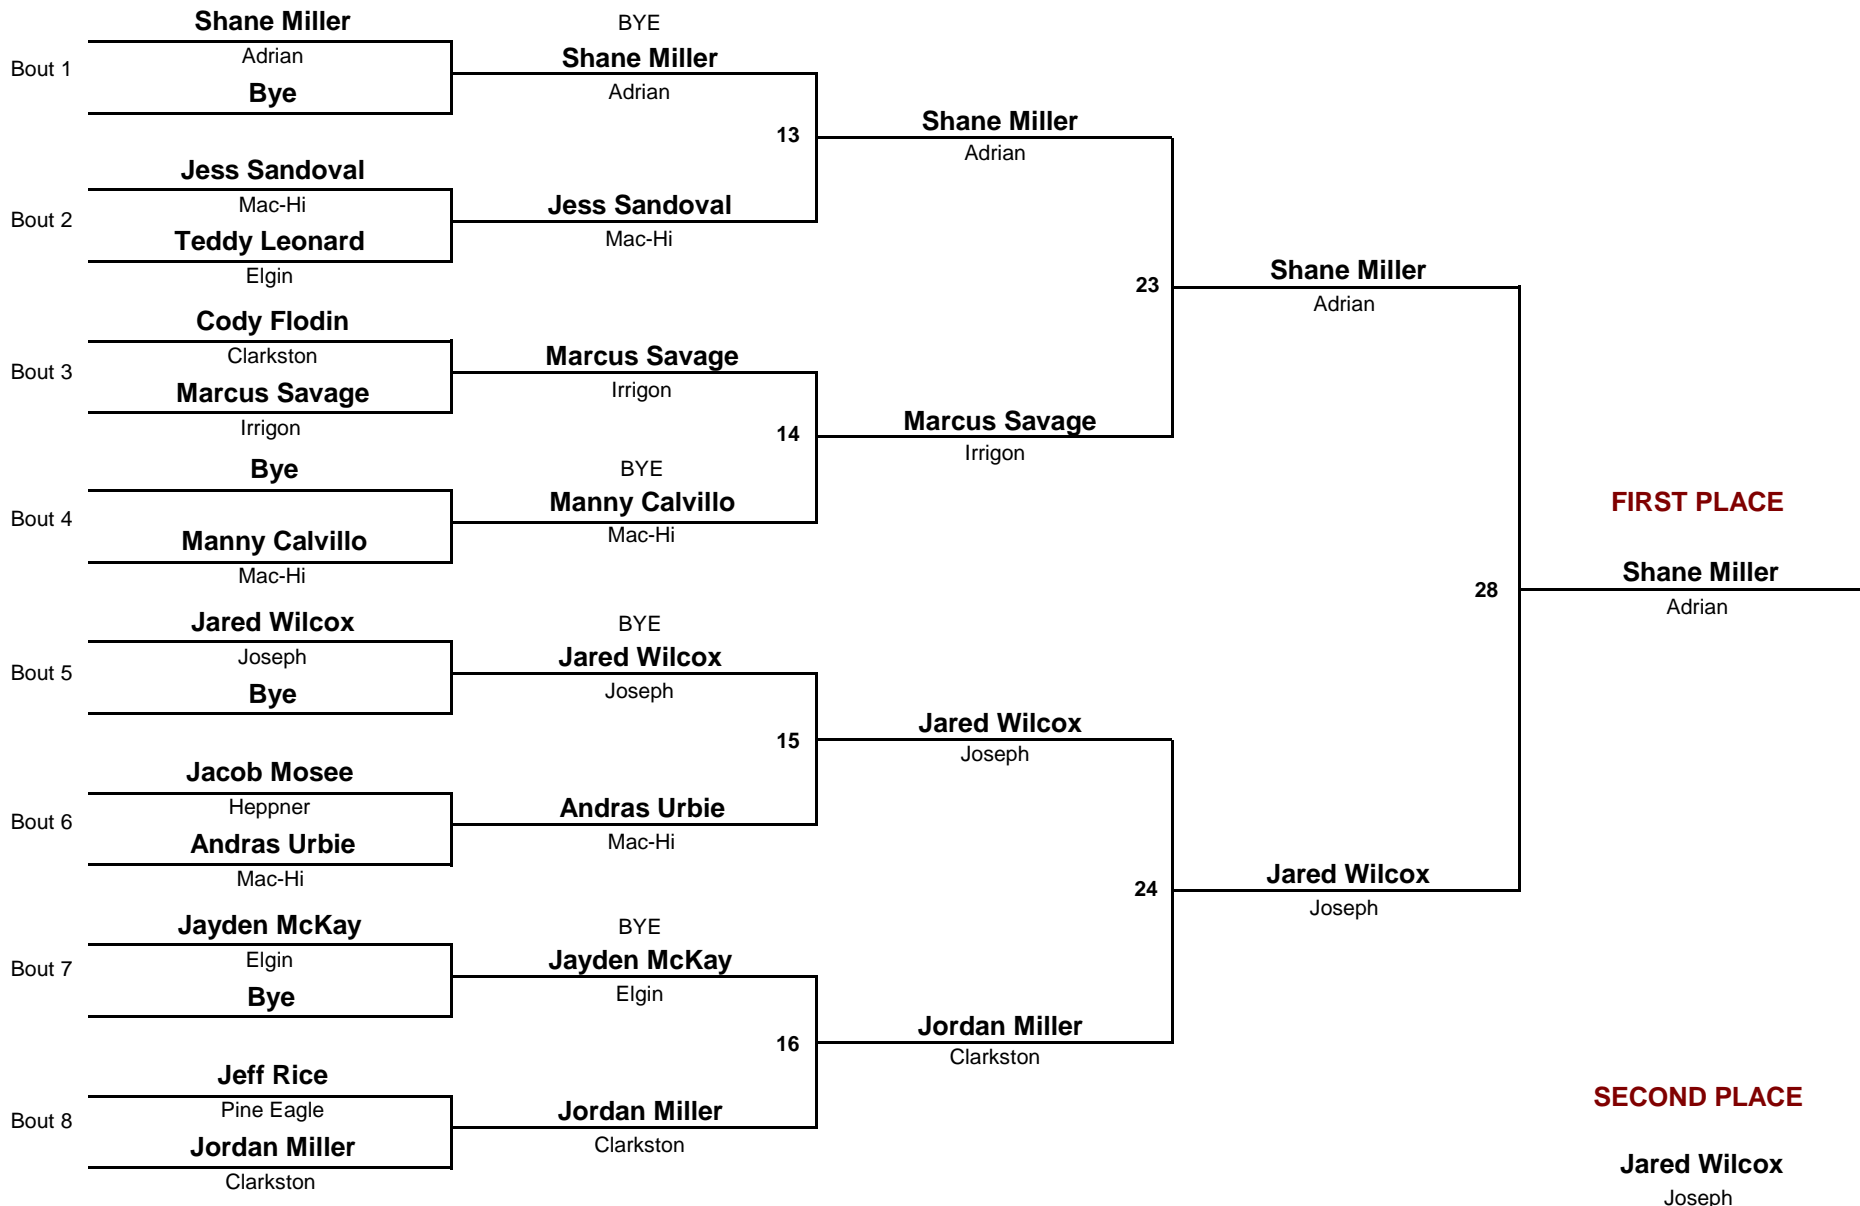 Shane Miller
Adrian
Bout 1
Bye
Jess Sandoval
Mac-Hi
Bout 2
Teddy Leonard
Elgin
Cody Flodin
Clarkston
Bout 3
Marcus Savage
Irrigon
Bye
Bout 4
Manny Calvillo
Mac-Hi
Jared Wilcox
Joseph
Bout 5
Bye
Jacob Mosee
Heppner
Bout 6
Andras Urbie
Mac-Hi
Jayden McKay
Elgin
Bout 7
Bye
Jeff Rice
Pine Eagle
Bout 8
Jordan Miller
Clarkston
BYE
Shane Miller
Adrian
13
Jess Sandoval
Mac-Hi
Marcus Savage
Irrigon
14
BYE
Manny Calvillo
Mac-Hi
BYE
Jared Wilcox
Joseph
15
Andras Urbie
Mac-Hi
BYE
Jayden McKay
Elgin
16
Jordan Miller
Clarkston
Shane Miller
Adrian
23
Marcus Savage
Irrigon
Jared Wilcox
Joseph
24
Jordan Miller
Clarkston
Shane Miller
Adrian
28
Jared Wilcox
Joseph
FIRST PLACE
Shane Miller
Adrian
SECOND PLACE
Jared Wilcox
Joseph